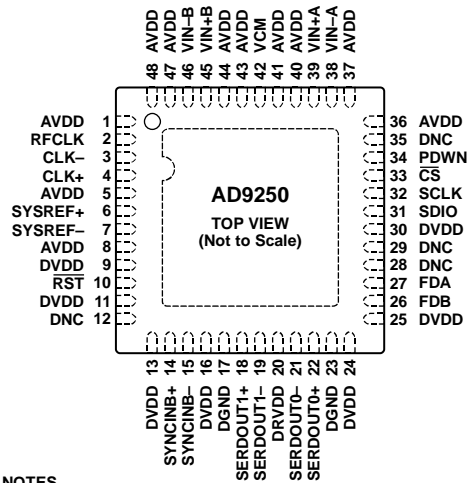 48 AVDD
47 AVDD
46 VIN–B
45 VIN+B
44 AVDD
43 AVDD
42 VCM
41 AVDD
40 AVDD
39 VIN+A
38 VIN–A
37 AVDD
AVDD 1
RFCLK 2
CLK– 3
CLK+ 4
AVDD 5
SYSREF+ 6
SYSREF– 7
AVDD 8
DVDD 9
RST 10
DVDD 11
DNC 12
AD9250
TOP VIEW
(Not to Scale)
36 AVDD
35 DNC
34 PDWN
33 CS
32 SCLK
31 SDIO
30 DVDD
29 DNC
28 DNC
27 FDA
26 FDB
25 DVDD
DVDD 13
SYNCINB+ 14
SYNCINB– 15
DVDD 16
DGND 17
SERDOUT1+ 18
SERDOUT1– 19
DRVDD 20
SERDOUT0– 21
SERDOUT0+ 22
DGND 23
DVDD 24
NOTES